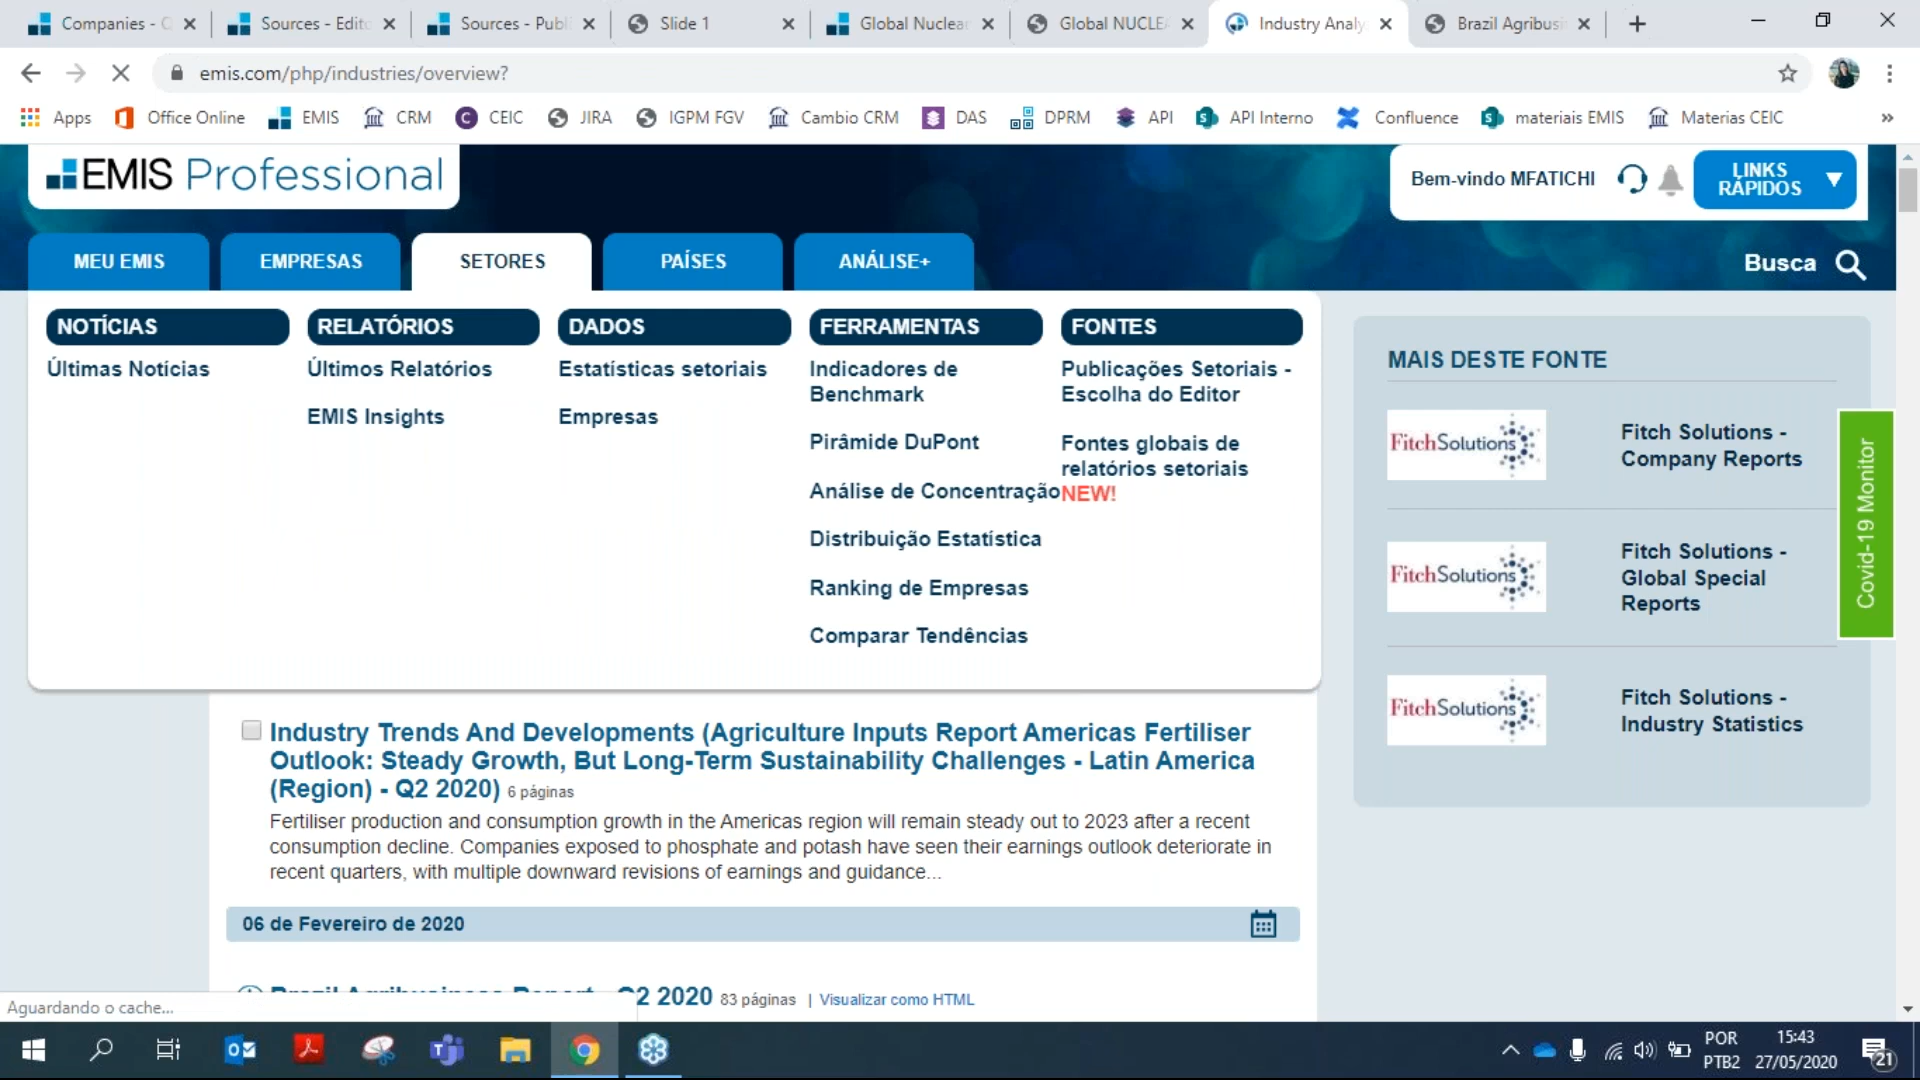 Companies - 
Sources - Edito
Sources - Publi
Slide 1
Global Nuclear
Global NUCLE
Industry Analy
Brazil Agribusi
emis.com/php/industries/overview?
Apps
Office Online
EMIS
CRM
CEIC
JIRA
IGPM FGV
Cambio CRM
DAS
DPRM
API
API Interno
Confluence
materiais EMIS
Materias CEIC
»
EMIS Professional
Bem-vindo MFATICHI
LINKS
RÁPIDOS
MEU EMIS
EMPRESAS
SETORES
PAÍSES
ANÁLISE+
Busca
NOTÍCIAS
Últimas Notícias
RELATÓRIOS
Últimos Relatórios
EMIS Insights
DADOS
Estatísticas setoriais
Empresas
FERRAMENTAS
Indicadores de
Benchmark
Pirâmide DuPont
Análise de Concentração
Distribuição Estatística
Ranking de Empresas
Comparar Tendências
FONTES
Publicações Setoriais -
Escolha do Editor
Fontes globais de
relatórios setoriais
NEW!
MAIS DESTE FONTE
FitchSolutions
Fitch Solutions -
Company Reports
FitchSolutions
Fitch Solutions -
Global Special
Reports
FitchSolutions
Fitch Solutions -
Industry Statistics
Covid-19 Monitor
Industry Trends And Developments (Agriculture Inputs Report Americas Fertiliser
Outlook: Steady Growth, But Long-Term Sustainability Challenges - Latin America
(Region) - Q2 2020) 6 páginas
Fertiliser production and consumption growth in the Americas region will remain steady out to 2023 after a recent
consumption decline. Companies exposed to phosphate and potash have seen their earnings outlook deteriorate in
recent quarters, with multiple downward revisions of earnings and guidance...
06 de Fevereiro de 2020
Brazil Agribusiness Report - Q2 2020 83 páginas | Visualizar como HTML
Aguardando o cache...
POR
PTB2
15:43
27/05/2020
21